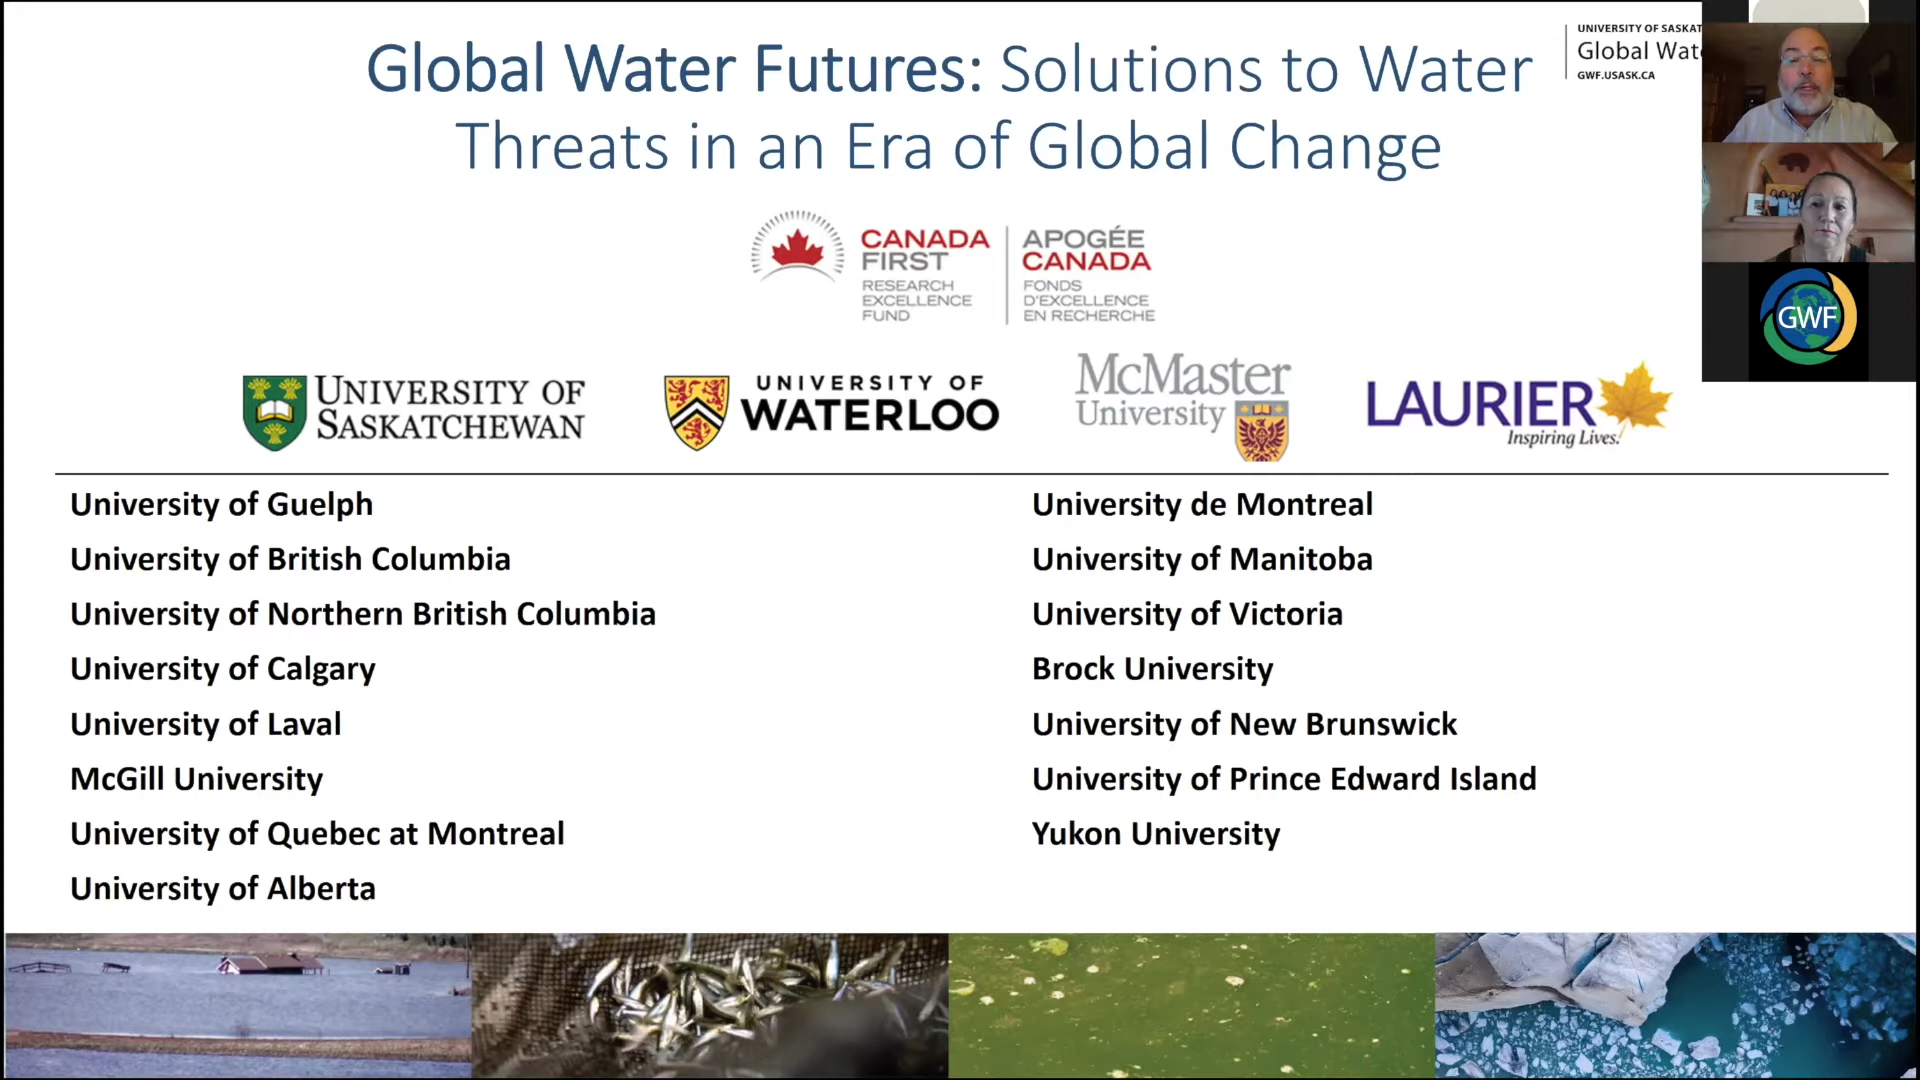 Global Water Futures: Solutions to Water
Threats in an Era of Global Change
UNIVERSITY OF
Global
GWF.USASK.CA
CANADA
FIRST
RESEARCH
EXCELLENCE
FUND
APOGÉE
CANADA
FONDS
D'EXCELLENCE
EN RECHERCHE
UNIVERSITY OF
SASKATCHEWAN
UNIVERSITY OF
WATERLOO
McMaster
University
LAURIER
Inspiring Lives.
GWF
University of Guelph
University of British Columbia
University of Northern British Columbia
University of Calgary
University of Laval
McGill University
University of Quebec at Montreal
University of Alberta
University de Montreal
University of Manitoba
University of Victoria
Brock University
University of New Brunswick
University of Prince Edward Island
Yukon University